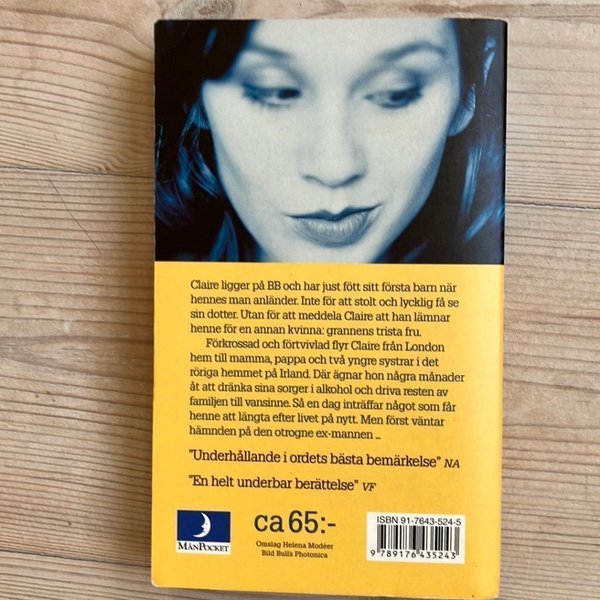 Claire ligger på BB och har just fött sitt första barn när
hennes man anländer. Inte för att stolt och lycklig få se
sin dotter. Utan för att meddela Claire att han lämnar
henne för en annan kvinna: grannens trista fru.
Förkrossad och förtvivlad flyr Claire från London
hem till mamma, pappa och två yngre systrar i det
röriga hemmet på Irland. Där ägnar hon några månader
åt att dränka sina sorger i alkohol och driva resten av
familjen till vansinne. Så en dag inträffar något som får
henne att längta efter livet på nytt. Men först väntar
hämnden på den otrogne ex-mannen ...
"Underhållande i ordets bästa bemärkelse" NA
"En helt underbar berättelse" VF
MÅNPOCKET
ca 65:-
Omslag Helena Modéer
Bild Bulls Photonica
ISBN 91-7643-524-5
9 789176 435243